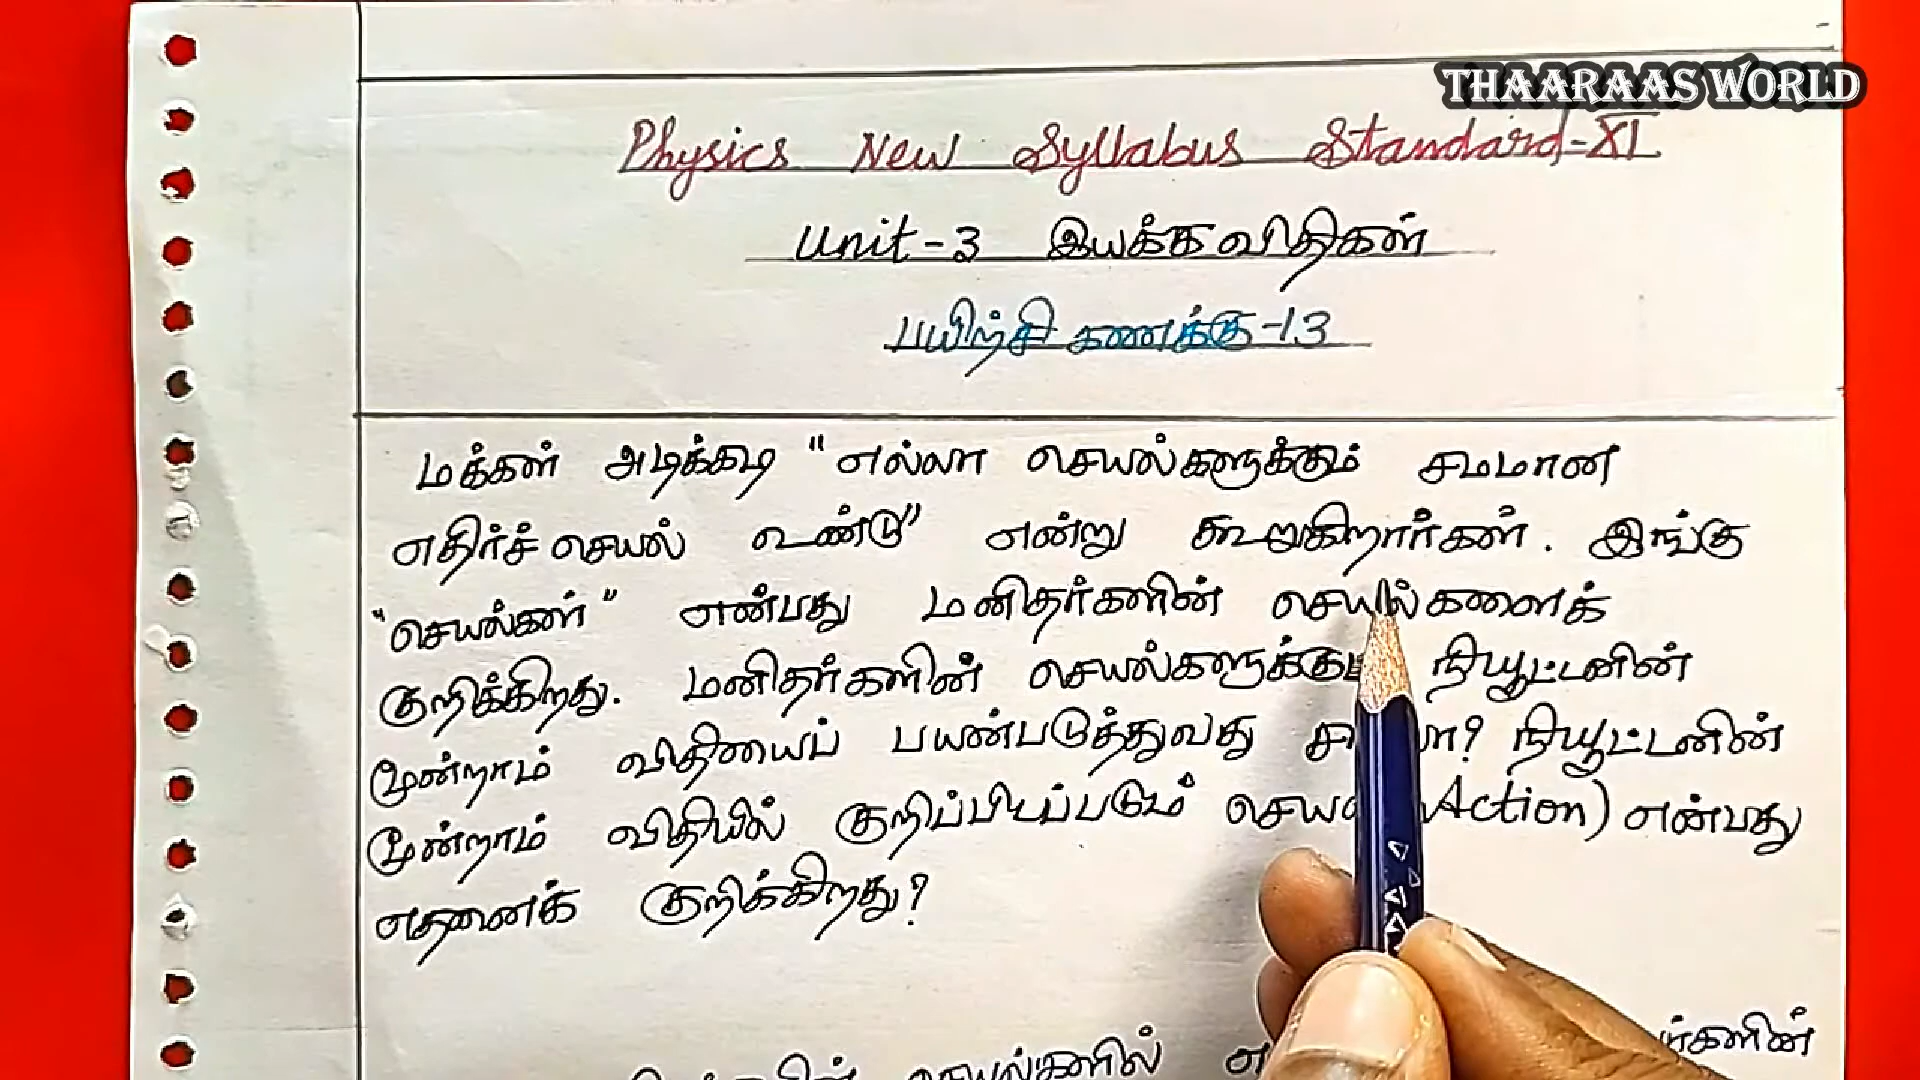 THAARAAS WORLD
Physics New Syllabus Standard-XI
Unit-3 இயக்கவிதிகள்
பயிற்சி கணக்கு-13
மக்கள் அடிக்கடி "எல்லா செயல்களுக்கும் சமமான
எதிர்ச் செயல் உண்டு" என்று கூறுகிறார்கள். இங்கு
"செயல்கள்" என்பது மனிதர்களின் செயல்களைக்
குறிக்கிறது. மனிதர்களின் செயல்களுக்கு நியூட்டனின்
மூன்றாம் விதியைப் பயன்படுத்துவது நியூட்டனின்
மூன்றாம் விதியில் குறிப்பிடப்படும் Action) என்பது
எதனைக் குறிக்கிறது?